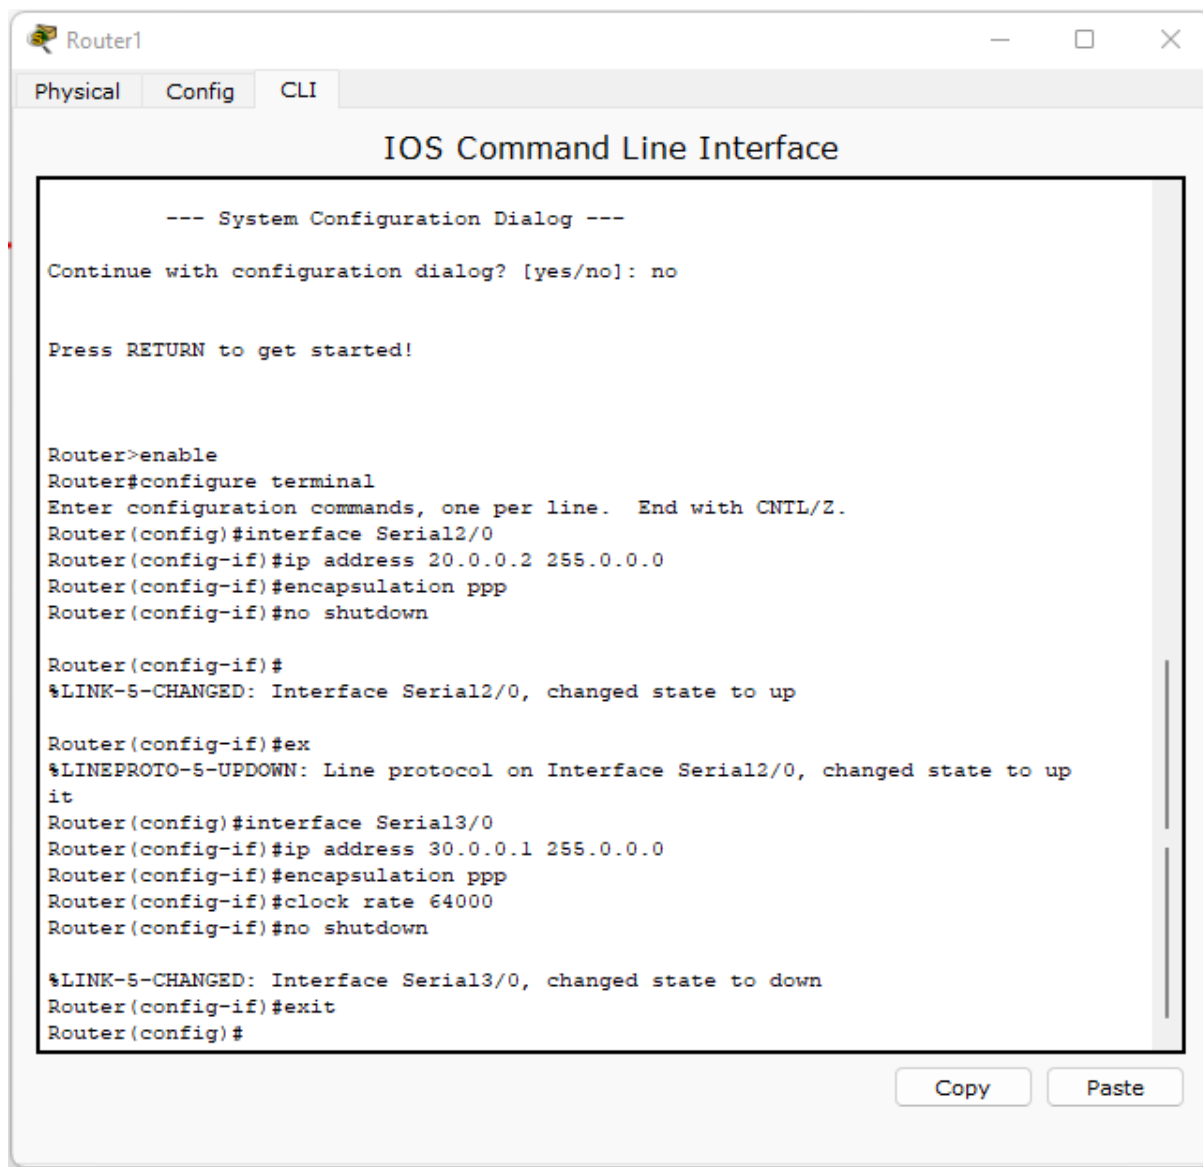 Router1
Physical Config CLI
IOS Command Line Interface
--- System Configuration Dialog ---
Continue with configuration dialog? [yes/no]: no
Press RETURN to get started!
Router>enable
Router#configure terminal
Enter configuration commands, one per line.  End with CNTL/Z.
Router(config)#interface Serial2/0
Router(config-if)#ip address 20.0.0.2 255.0.0.0
Router(config-if)#encapsulation ppp
Router(config-if)#no shutdown
Router(config-if)#
%LINK-5-CHANGED: Interface Serial2/0, changed state to up
Router(config-if)#ex
%LINEPROTO-5-UPDOWN: Line protocol on Interface Serial2/0, changed state to up
it
Router(config)#interface Serial3/0
Router(config-if)#ip address 30.0.0.1 255.0.0.0
Router(config-if)#encapsulation ppp
Router(config-if)#clock rate 64000
Router(config-if)#no shutdown
%LINK-5-CHANGED: Interface Serial3/0, changed state to down
Router(config-if)#exit
Router(config)#
Copy Paste